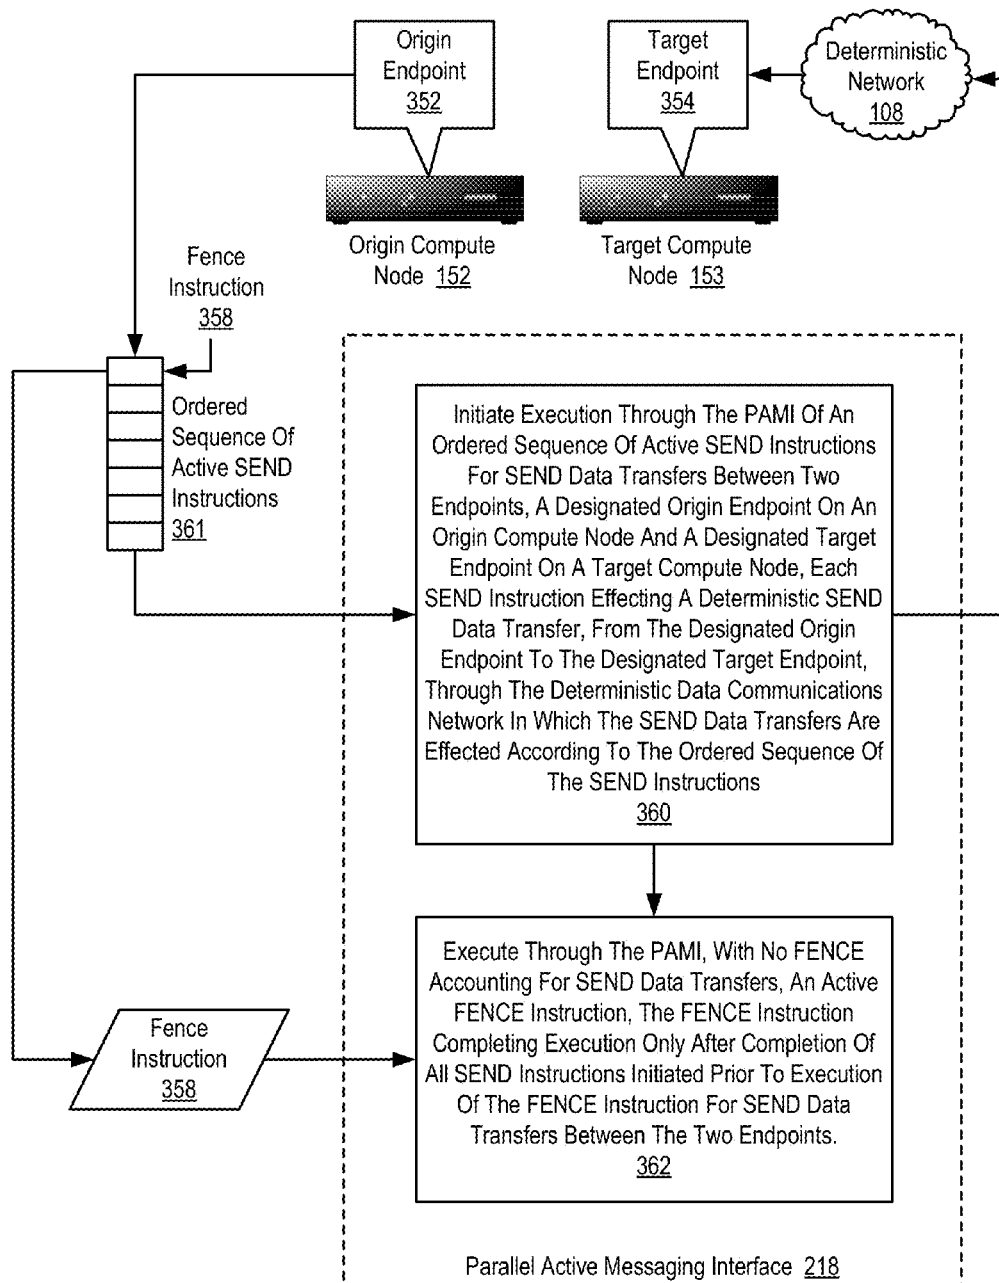 Origin
Endpoint
352
Target
Endpoint
354
Deterministic
Network
108
Origin Compute
Node 152
Target Compute
Node 153
Fence
Instruction
358
Ordered
Sequence Of
Active SEND
Instructions
361
Initiate Execution Through The PAMI Of An
Ordered Sequence Of Active SEND Instructions
For SEND Data Transfers Between Two
Endpoints, A Designated Origin Endpoint On An
Origin Compute Node And A Designated Target
Endpoint On A Target Compute Node, Each
SEND Instruction Effecting A Deterministic SEND
Data Transfer, From The Designated Origin
Endpoint To The Designated Target Endpoint,
Through The Deterministic Data Communications
Network In Which The SEND Data Transfers Are
Effected According To The Ordered Sequence Of
The SEND Instructions
360
Fence
Instruction
358
Execute Through The PAMI, With No FENCE
Accounting For SEND Data Transfers, An Active
FENCE Instruction, The FENCE Instruction
Completing Execution Only After Completion Of
All SEND Instructions Initiated Prior To Execution
Of The FENCE Instruction For SEND Data
Transfers Between The Two Endpoints.
362
Parallel Active Messaging Interface 218